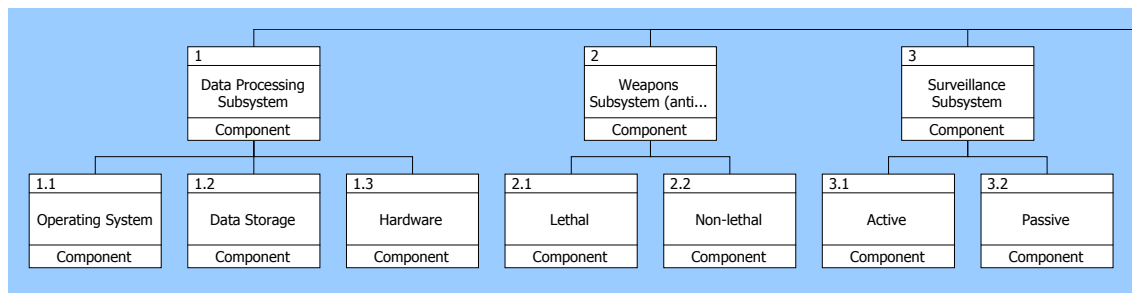 1
Data Processing
Subsystem
Component
2
Weapons
Subsystem (anti...
Component
3
Surveillance
Subsystem
Component
1.1
Operating System
Component
1.2
Data Storage
Component
1.3
Hardware
Component
2.1
Lethal
Component
2.2
Non-lethal
Component
3.1
Active
Component
3.2
Passive
Component